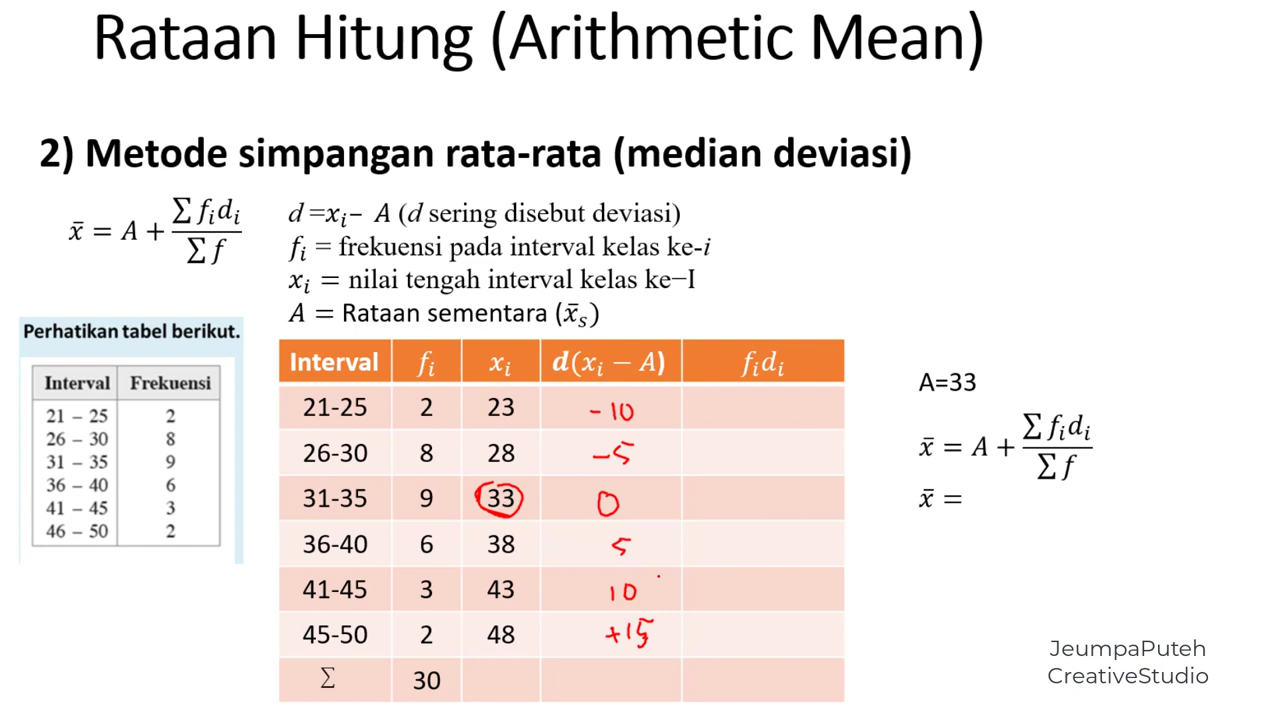 Rataan Hitung (Arithmetic Mean)
2) Metode simpangan rata-rata (median deviasi)
x̄ = A + ∑ fᵢdᵢ / ∑ f
d =xᵢ– A (d sering disebut deviasi)
fᵢ = frekuensi pada interval kelas ke-i
xᵢ = nilai tengah interval kelas ke−I
A = Rataan sementara (x̄ₛ)
Perhatikan tabel berikut.
Interval Frekuensi
21 – 25 2
26 – 30 8
31 – 35 9
36 – 40 6
41 – 45 3
46 – 50 2
Interval fᵢ xᵢ d(xᵢ − A) fᵢdᵢ
21-25 2 23 -10
26-30 8 28 -5
31-35 9 33 0
36-40 6 38 5
41-45 3 43 10
45-50 2 48 +15
∑ 30
A=33
x̄ = A + ∑ fᵢdᵢ / ∑ f
x̄ =
JeumpaPuteh
CreativeStudio